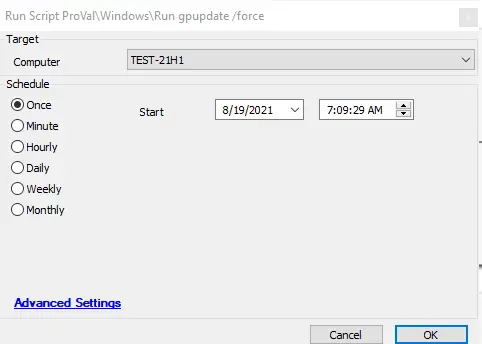 Run Script ProVal\Windows\Run gpupdate /force
Target
Computer TEST-21H1
Schedule
Once Start 8/19/2021 7:09:29 AM
Minute
Hourly
Daily
Weekly
Monthly
Advanced Settings
Cancel OK